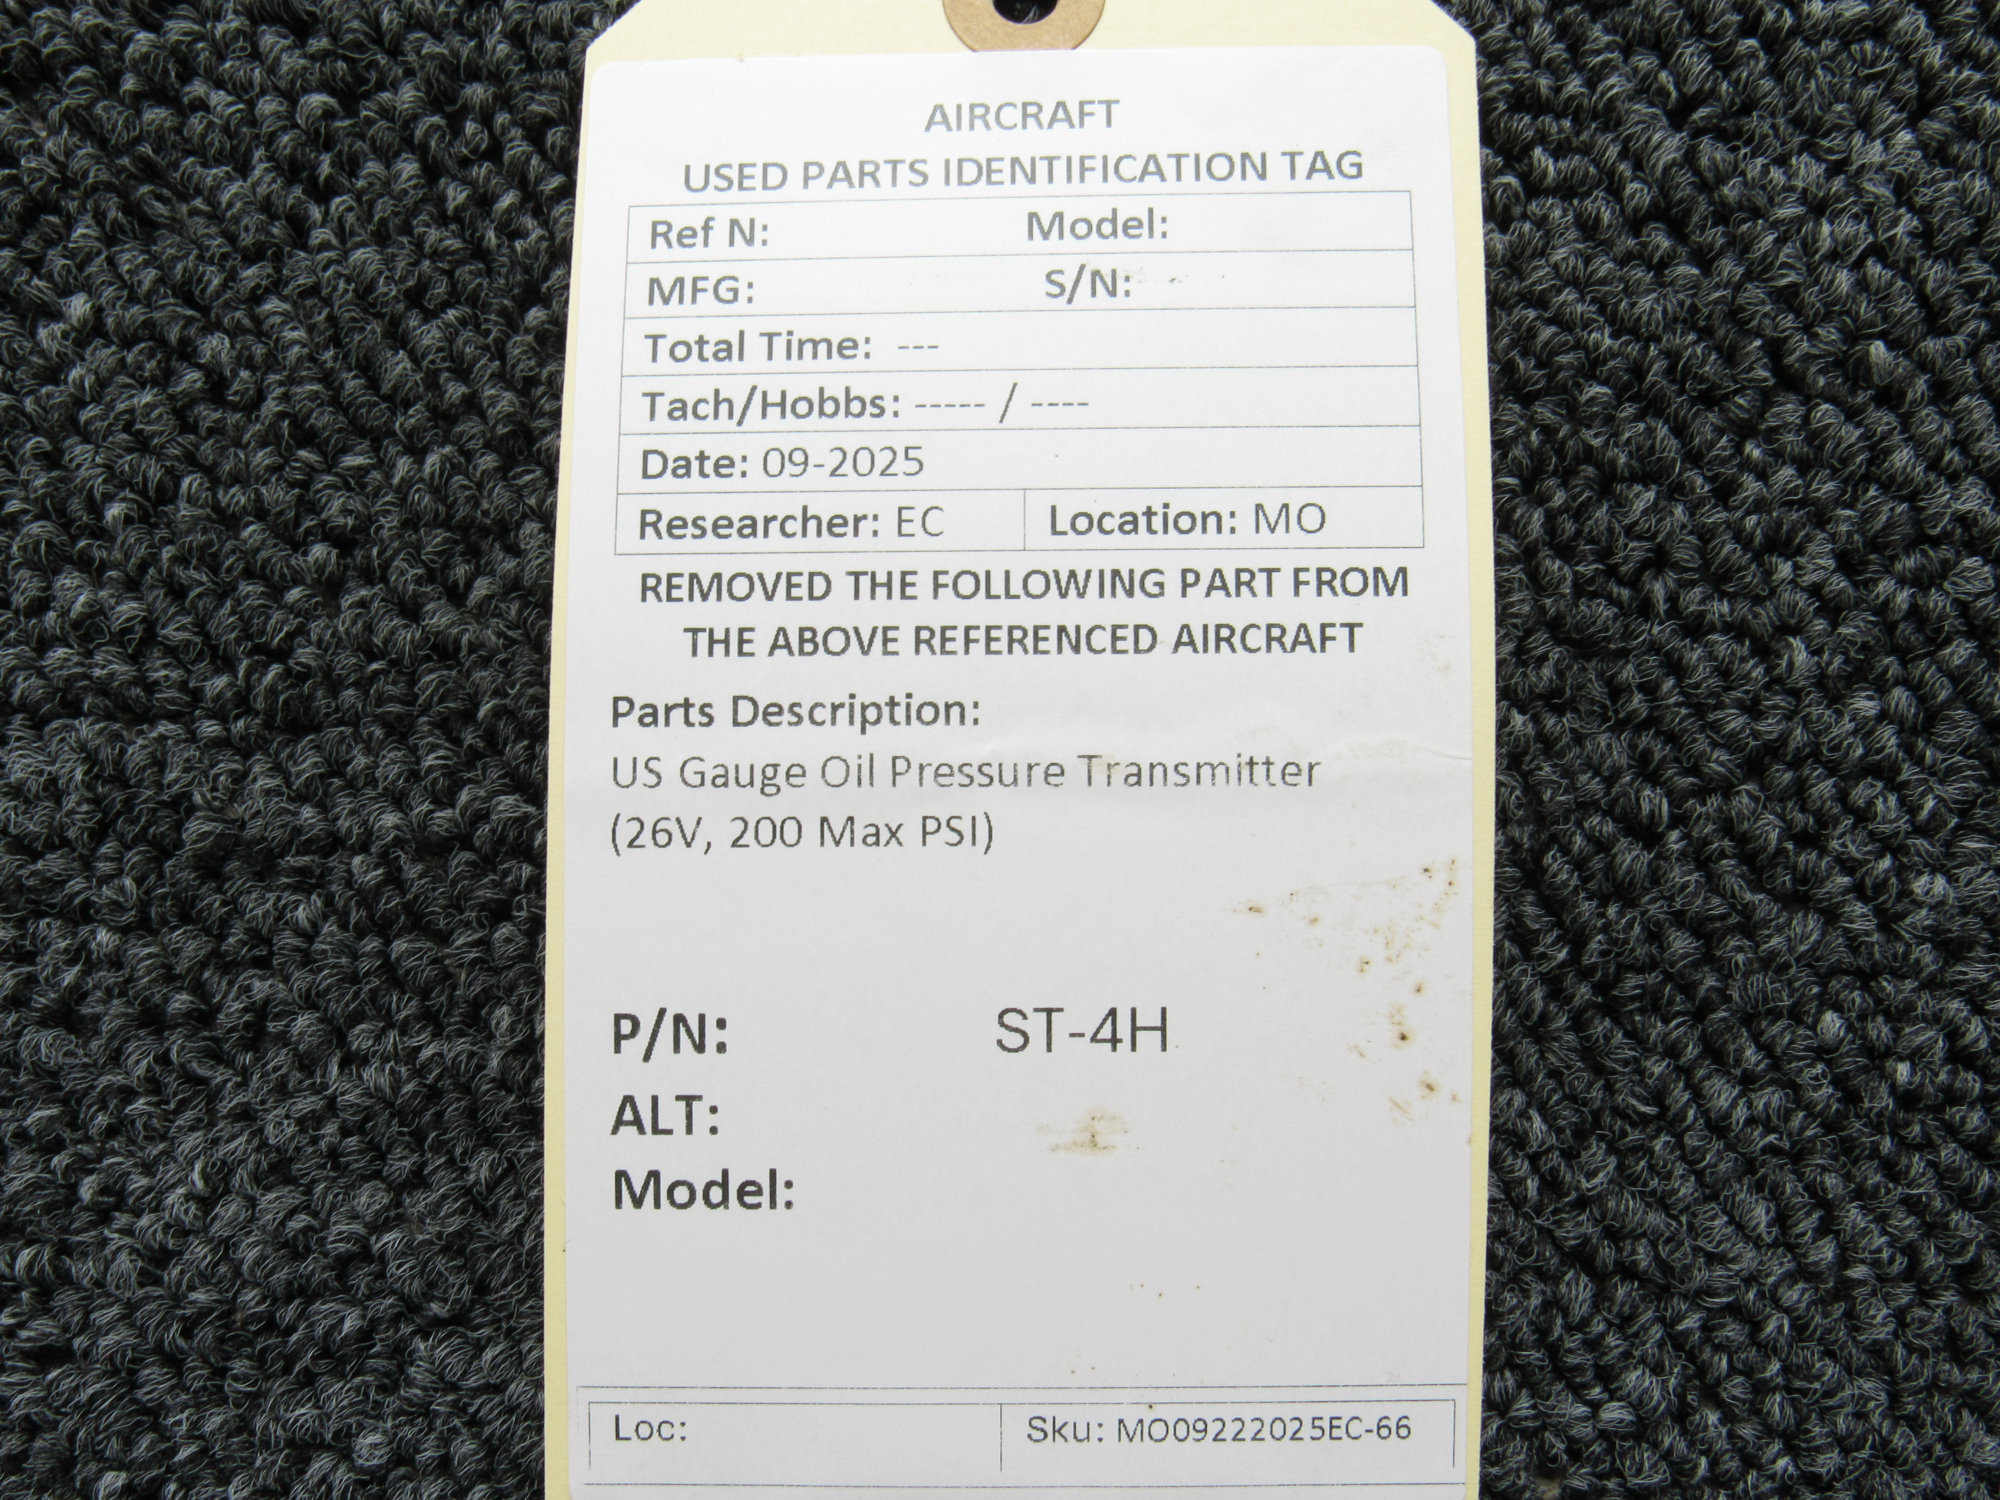 AIRCRAFT
USED PARTS IDENTIFICATION TAG
Ref N: Model:
MFG: S/N:
Total Time: ---
Tach/Hobbs: ----- / ----
Date: 09-2025
Researcher: EC Location: MO
REMOVED THE FOLLOWING PART FROM
THE ABOVE REFERENCED AIRCRAFT
Parts Description:
US Gauge Oil Pressure Transmitter
(26V, 200 Max PSI)
P/N: ST-4H
ALT:
Model:
Loc: Sku: MO09222025EC-66